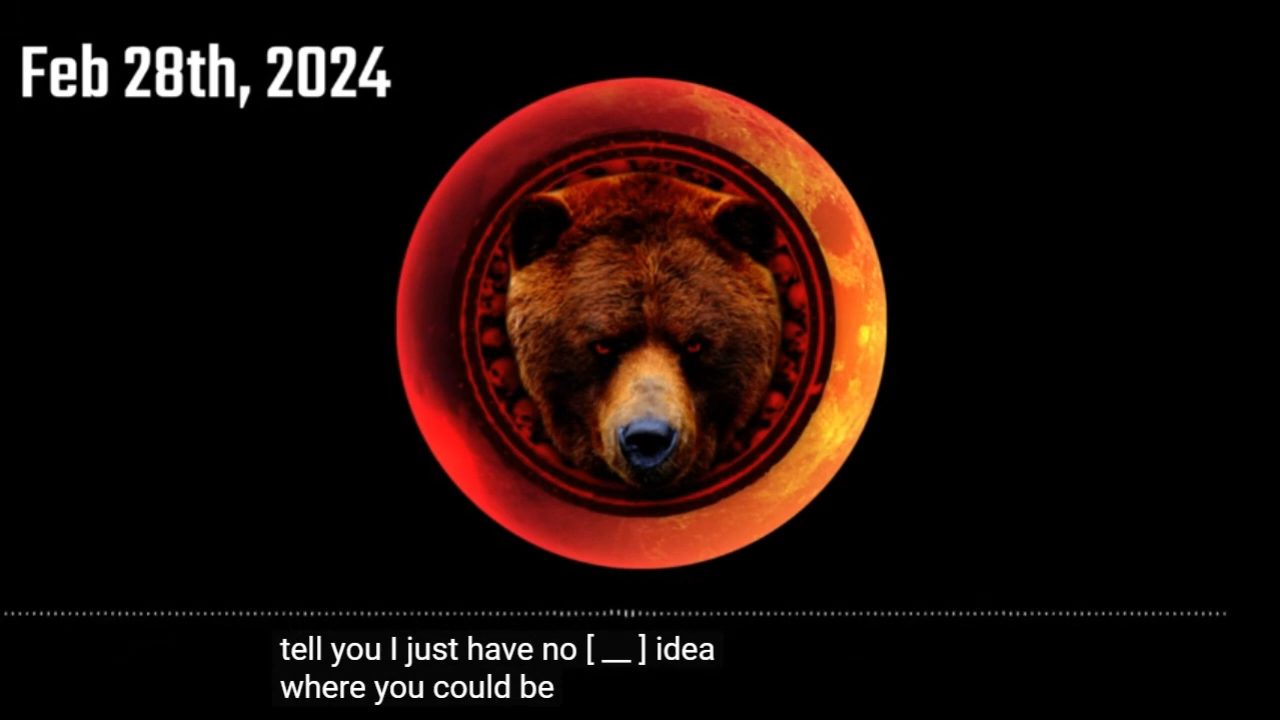 Feb 28th, 2024
tell you I just have no [ __ ] idea
where you could be